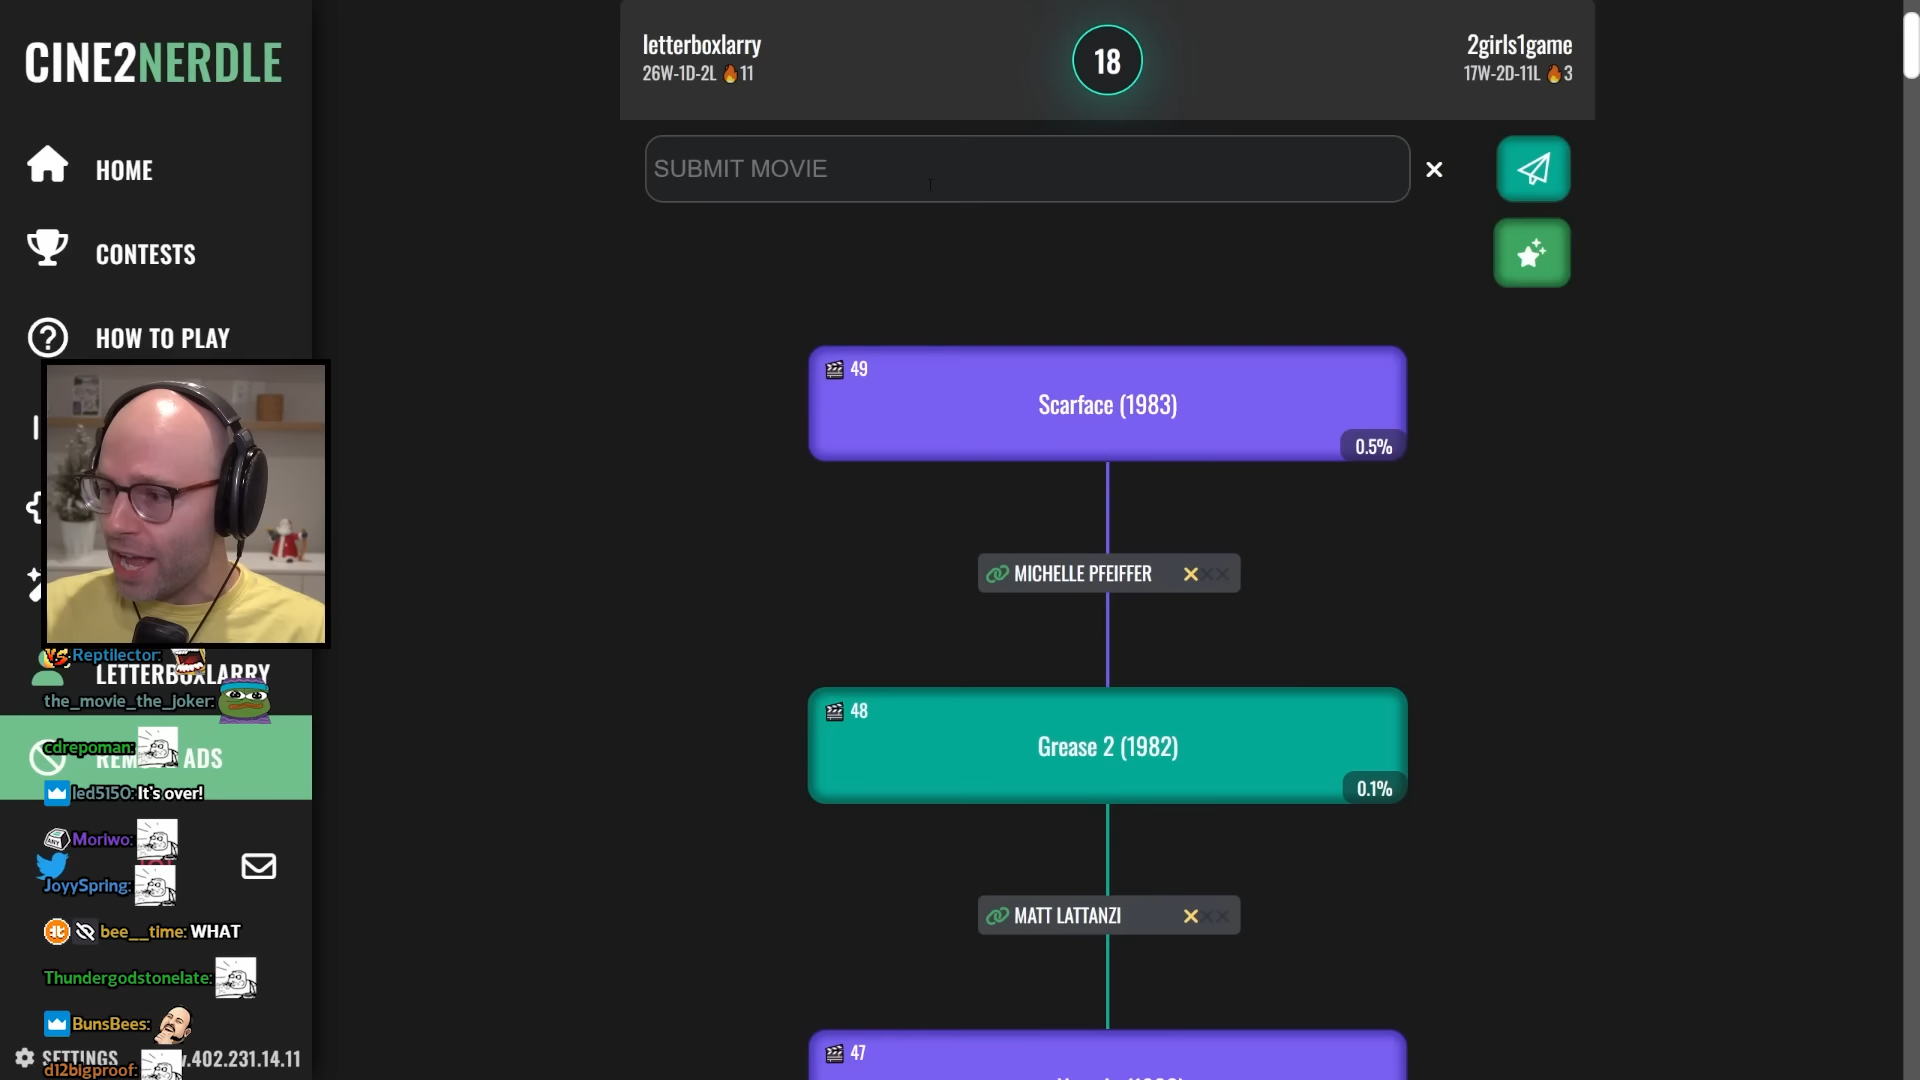 CINE2NERDLE
HOME
CONTESTS
HOW TO PLAY
LETTERBOXLARRY
ADS
SETTINGS
.402.231.14.11
Reptilector:
the_movie_the_joker:
cdrepoman:
led5150: It's over!
Moriwo:
JoyySpring:
bee__time: WHAT
Thundergodstonelate:
BunsBees:
d12bigproof:
letterboxlarry
26W-1D-2L 11
18
2girls1game
17W-2D-11L 3
SUBMIT MOVIE
49
Scarface (1983)
0.5%
MICHELLE PFEIFFER
48
Grease 2 (1982)
0.1%
MATT LATTANZI
47